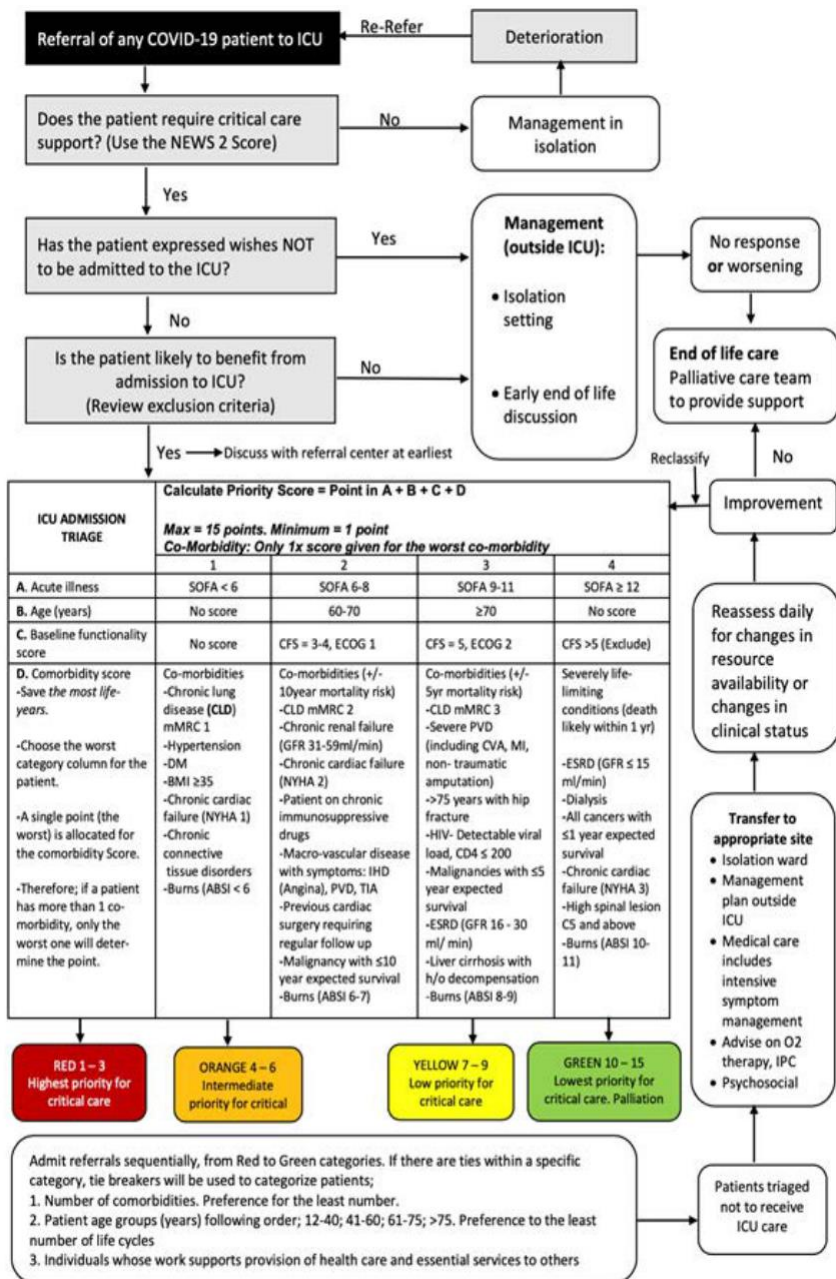 Referral of any COVID-19 patient to ICU
Re-Refer
Deterioration
Does the patient require critical care
support? (Use the NEWS 2 Score)
No
Management in
isolation
Yes
Has the patient expressed wishes NOT
to be admitted to the ICU?
Yes
Management
(outside ICU):
• Isolation
setting
• Early end of life
discussion
No response
or worsening
No
Is the patient likely to benefit from
admission to ICU?
(Review exclusion criteria)
No
End of life care
Palliative care team
to provide support
Yes
Discuss with referral center at earliest
Reclassify
No
Improvement
ICU ADMISSION
TRIAGE
Calculate Priority Score = Point in A + B + C + D
Max = 15 points. Minimum = 1 point
Co-Morbidity: Only 1x score given for the worst co-morbidity
1
2
3
4
A. Acute illness
SOFA < 6
SOFA 6-8
SOFA 9-11
SOFA ≥ 12
B. Age (years)
No score
60-70
≥70
No score
C. Baseline functionality
score
No score
CFS = 3-4, ECOG 1
CFS = 5, ECOG 2
CFS >5 (Exclude)
D. Comorbidity score
-Save the most life-
years.
-Choose the worst
category column for the
patient.
-A single point (the
worst) is allocated for
the comorbidity Score.
-Therefore; if a patient
has more than 1 co-
morbidity, only the
worst one will deter-
mine the point.
Co-morbidities
-Chronic lung
disease (CLD)
mMRC 1
-Hypertension
-DM
-BMI ≥35
-Chronic cardiac
failure (NYHA 1)
-Chronic
connective
tissue disorders
-Burns (ABSI < 6
Co-morbidities (+/-
10year mortality risk)
-CLD mMRC 2
-Chronic renal failure
(GFR 31-59ml/min)
-Chronic cardiac failure
(NYHA 2)
-Patient on chronic
immunosuppressive
drugs
-Macro-vascular disease
with symptoms: IHD
(Angina), PVD, TIA
-Previous cardiac
surgery requiring
regular follow up
-Malignancy with ≤10
year expected survival
-Burns (ABSI 6-7)
Co-morbidities (+/-
5yr mortality risk)
-CLD mMRC 3
-Severe PVD
(including CVA, MI,
non- traumatic
amputation)
->75 years with hip
fracture
-HIV- Detectable viral
load, CD4 ≤ 200
-Malignancies with ≤5
year expected
survival
-ESRD (GFR 16 - 30
ml/ min)
-Liver cirrhosis with
h/o decompensation
-Burns (ABSI 8-9)
Severely life-
limiting
conditions (death
likely within 1 yr)
-ESRD (GFR ≤ 15
ml/min)
-Dialysis
-All cancers with
≤1 year expected
survival
-Chronic cardiac
failure (NYHA 3)
-High spinal lesion
C5 and above
-Burns (ABSI 10-
11)
Reassess daily
for changes in
resource
availability or
changes in
clinical status
Transfer to
appropriate site
• Isolation ward
• Management
plan outside
ICU
• Medical care
includes
intensive
symptom
management
• Advise on O2
therapy, IPC
• Psychosocial
RED 1 – 3
Highest priority for
critical care
ORANGE 4 – 6
Intermediate
priority for critical
YELLOW 7 – 9
Low priority for
critical care
GREEN 10 – 15
Lowest priority for
critical care. Palliation
Admit referrals sequentially, from Red to Green categories. If there are ties within a specific
category, tie breakers will be used to categorize patients;
1. Number of comorbidities. Preference for the least number.
2. Patient age groups (years) following order; 12-40; 41-60; 61-75; >75. Preference to the least
number of life cycles
3. Individuals whose work supports provision of health care and essential services to others
Patients triaged
not to receive
ICU care